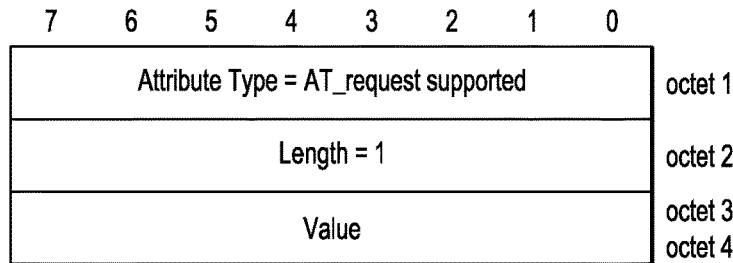 7 6 5 4 3 2 1 0
Attribute Type = AT_request supported octet 1
Length = 1 octet 2
Value octet 3
octet 4